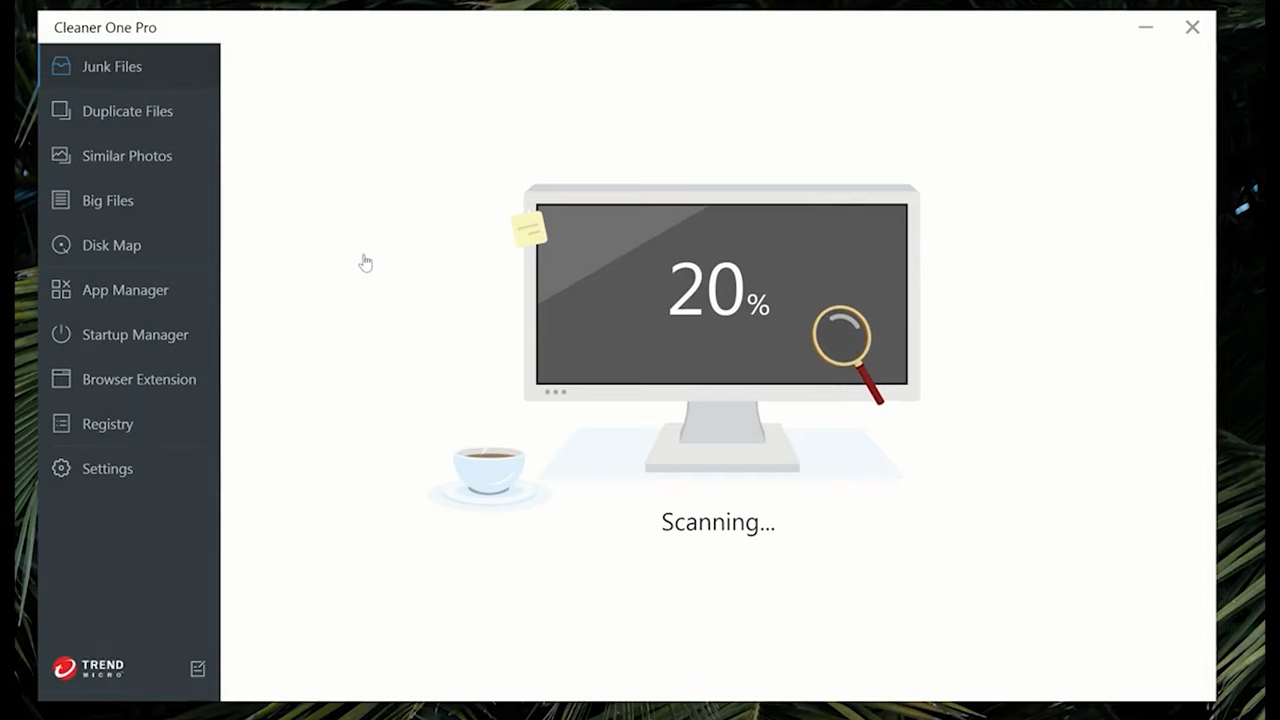 Cleaner One Pro
Junk Files
Duplicate Files
Similar Photos
Big Files
Disk Map
App Manager
Startup Manager
Browser Extension
Registry
Settings
TREND
MICRO
20%
Scanning...